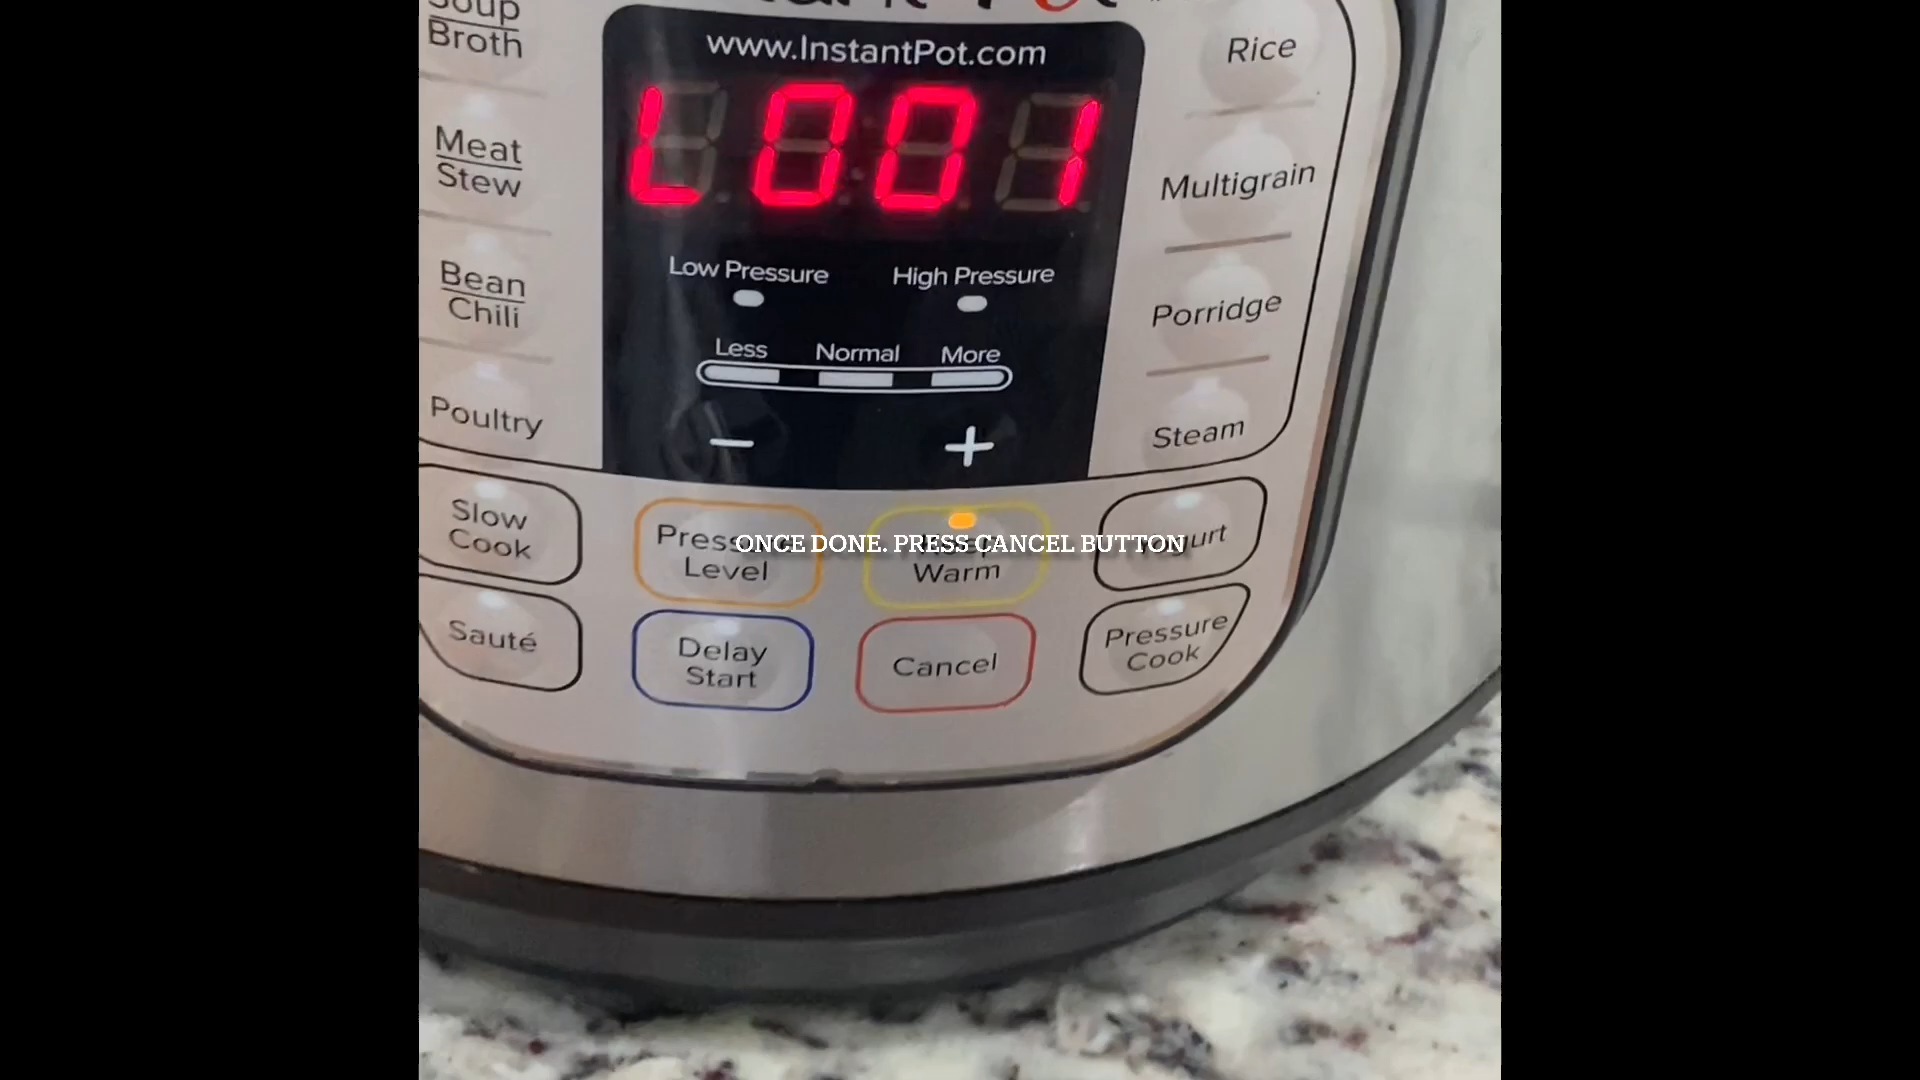 Soup
Broth
Meat
Stew
Bean
Chili
Poultry
www.InstantPot.com
L001
Low Pressure
High Pressure
Less
Normal
More
−
+
Rice
Multigrain
Porridge
Steam
Slow
Cook
Sauté
Level
Warm
ONCE DONE. PRESS CANCEL BUTTON
Delay
Start
Cancel
Pressure
Cook